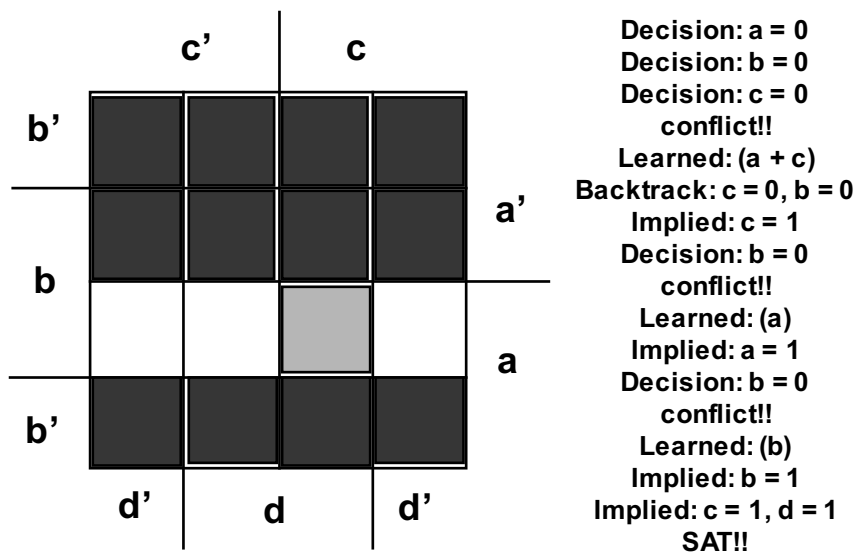 c’ c
b’
a’
b
a
b’
d’ d d’
Decision: a = 0
Decision: b = 0
Decision: c = 0
conflict!!
Learned: (a + c)
Backtrack: c = 0, b = 0
Implied: c = 1
Decision: b = 0
conflict!!
Learned: (a)
Implied: a = 1
Decision: b = 0
conflict!!
Learned: (b)
Implied: b = 1
Implied: c = 1, d = 1
SAT!!